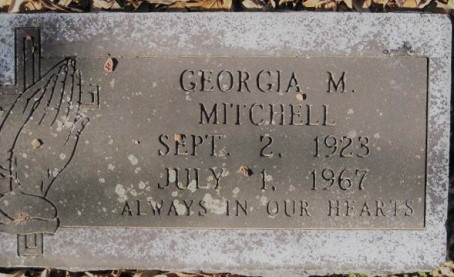 GEORGIA M.
MITCHELL
SEPT. 2, 1923
JULY 1, 1967
ALWAYS IN OUR HEARTS